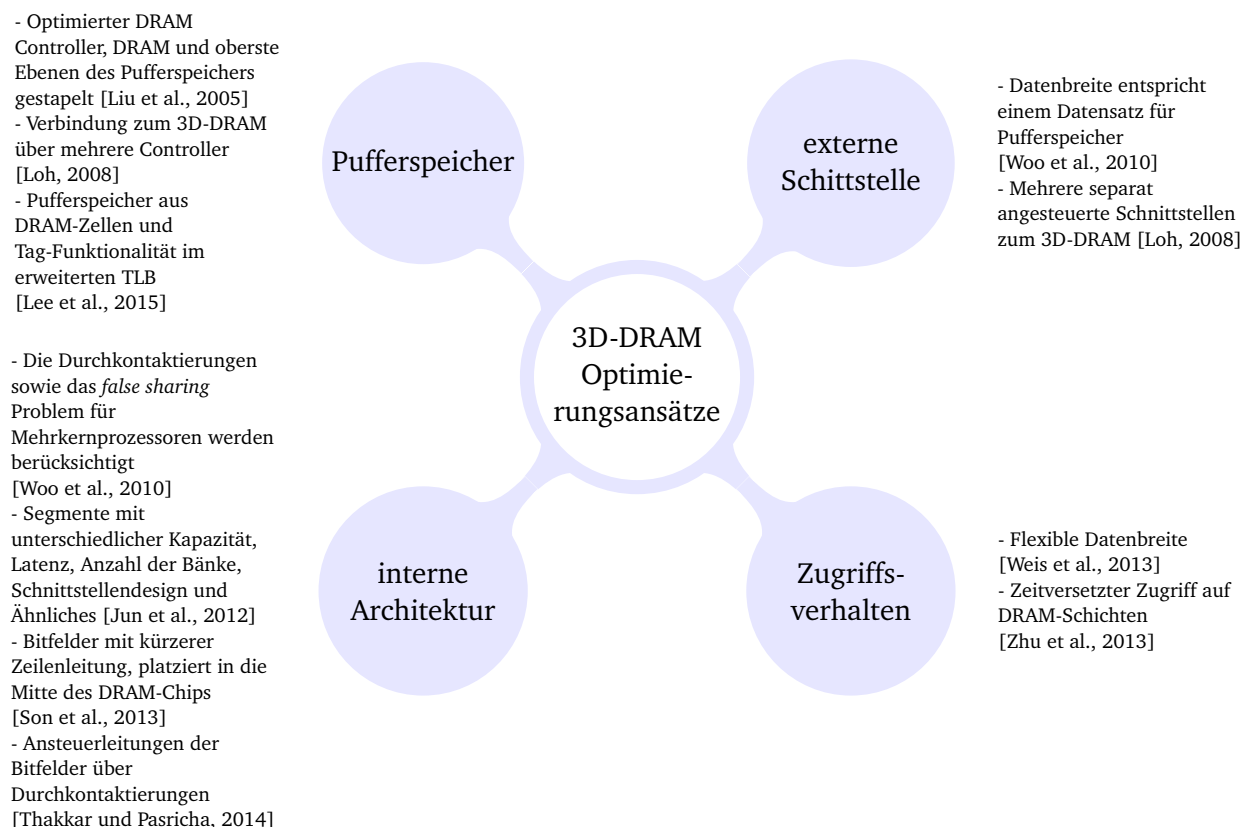 - Optimierter DRAM
Controller, DRAM und oberste
Ebenen des Pufferspeichers
gestapelt [Liu et al., 2005]
- Verbindung zum 3D-DRAM
über mehrere Controller
[Loh, 2008]
- Pufferspeicher aus
DRAM-Zellen und
Tag-Funktionalität im
erweiterten TLB
[Lee et al., 2015]
Pufferspeicher
externe
Schittstelle
- Datenbreite entspricht
einem Datensatz für
Pufferspeicher
[Woo et al., 2010]
- Mehrere separat
angesteuerte Schnittstellen
zum 3D-DRAM [Loh, 2008]
3D-DRAM
Optimie-
rungsansätze
- Die Durchkontaktierungen
sowie das false sharing
Problem für
Mehrkernprozessoren werden
berücksichtigt
[Woo et al., 2010]
- Segmente mit
unterschiedlicher Kapazität,
Latenz, Anzahl der Bänke,
Schnittstellendesign und
Ähnliches [Jun et al., 2012]
- Bitfelder mit kürzerer
Zeilenleitung, platziert in die
Mitte des DRAM-Chips
[Son et al., 2013]
- Ansteuerleitungen der
Bitfelder über
Durchkontaktierungen
[Thakkar und Pasricha, 2014]
interne
Architektur
Zugriffs-
verhalten
- Flexible Datenbreite
[Weis et al., 2013]
- Zeitversetzter Zugriff auf
DRAM-Schichten
[Zhu et al., 2013]